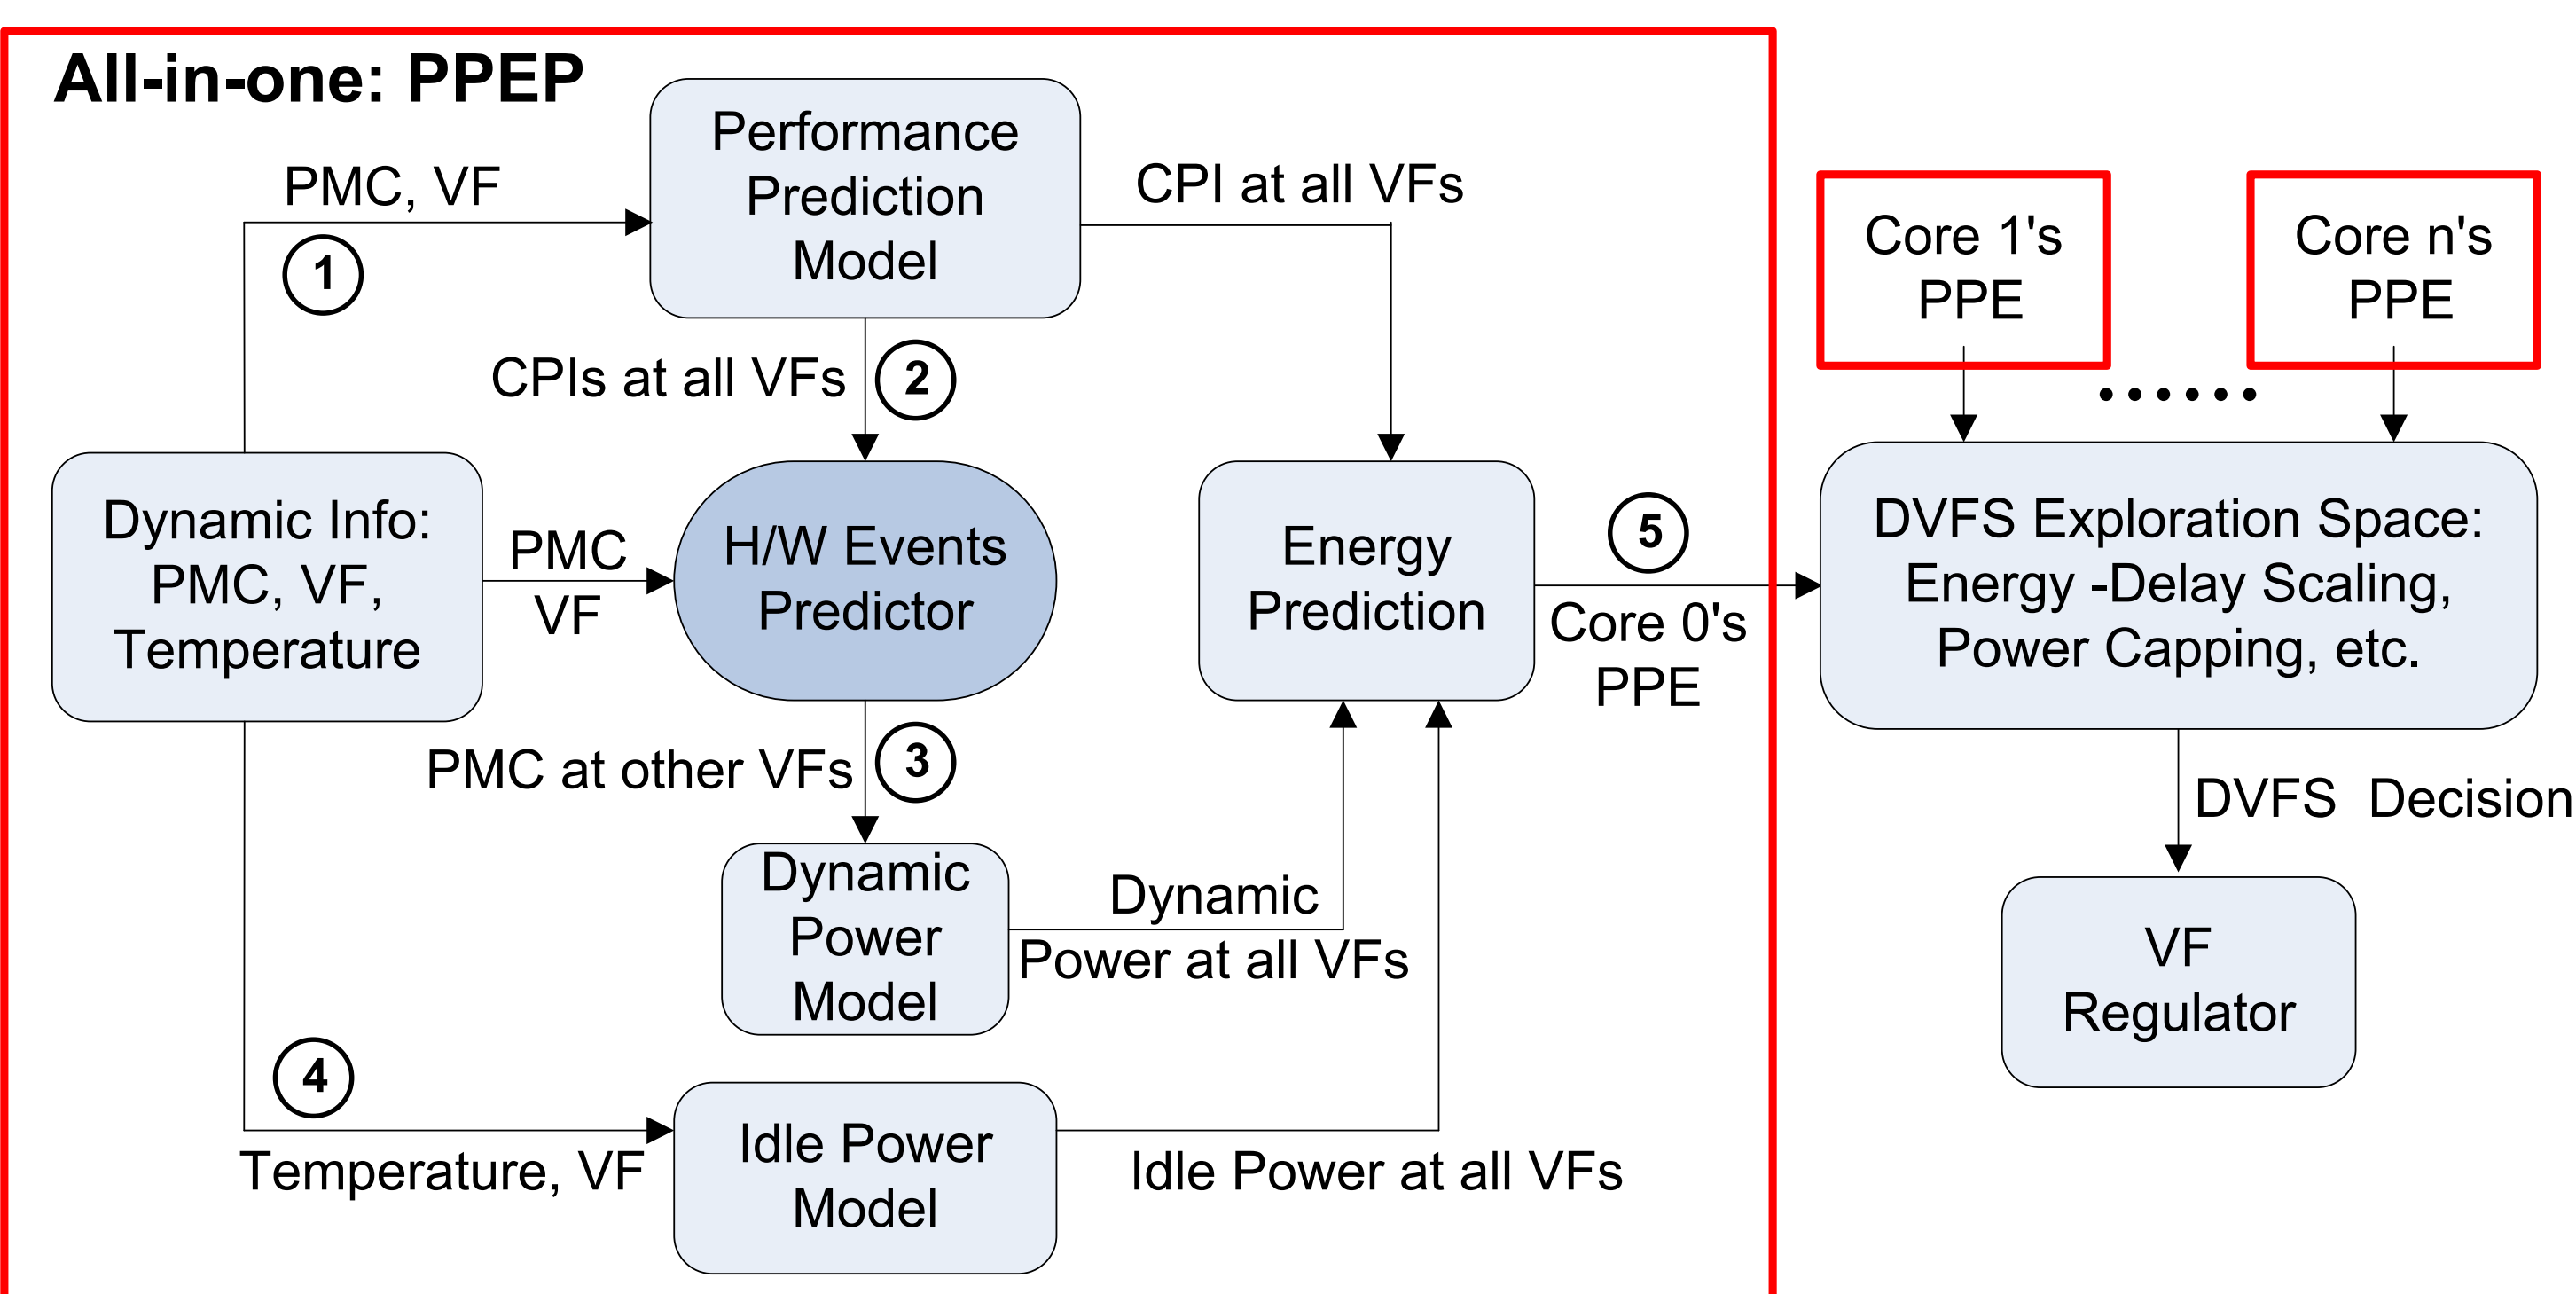 All-in-one: PPEP
PMC, VF
1
Performance
Prediction
Model
CPI at all VFs
CPIs at all VFs
2
Dynamic Info:
PMC, VF,
Temperature
PMC
VF
H/W Events
Predictor
Energy
Prediction
5
Core 0's
PPE
PMC at other VFs
3
Dynamic
Power
Model
Dynamic
Power at all VFs
4
Temperature, VF
Idle Power
Model
Idle Power at all VFs
Core 1's
PPE
Core n's
PPE
......
DVFS Exploration Space:
Energy -Delay Scaling,
Power Capping, etc.
DVFS Decision
VF
Regulator